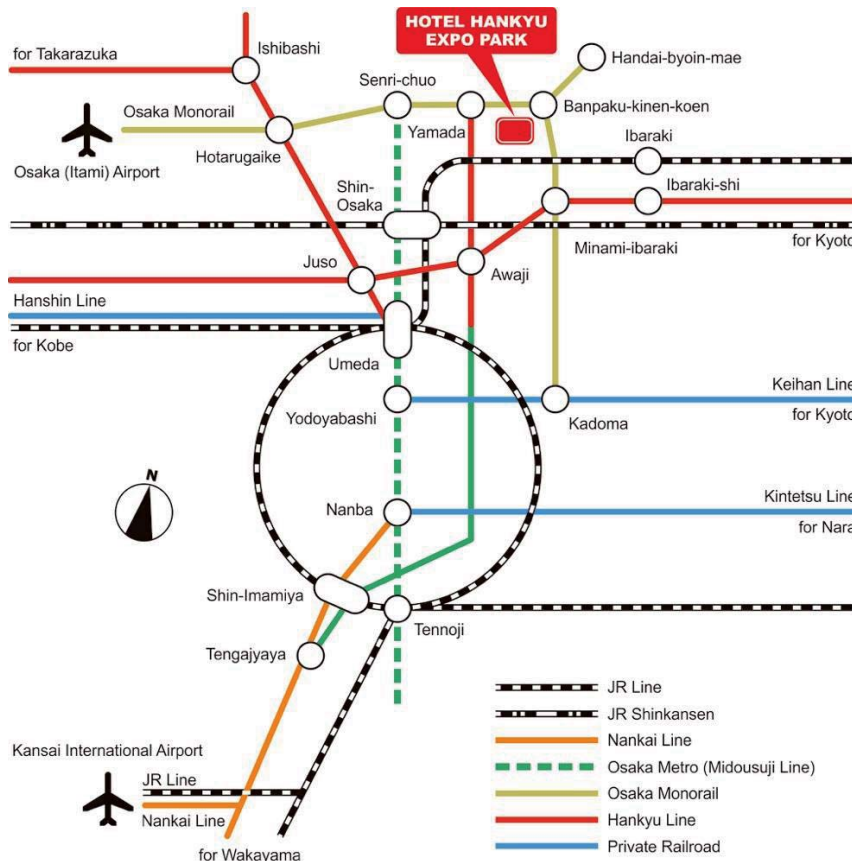 HOTEL HANKYU
EXPO PARK
Ishibashi
for Takarazuka
Handai-byoin-mae
Senri-chuo
Osaka Monorail
Yamada
Banpaku-kinen-koen
Ibaraki
Hotarugaike
Osaka (Itami) Airport
Shin-
Osaka
Ibaraki-shi
Minami-ibaraki
for Kyoto
Juso
Awaji
Hanshin Line
for Kobe
Umeda
Keihan Line
Yodoyabashi
Kadoma
for Kyoto
N
Nanba
Kintetsu Line
for Nara
Shin-Imamiya
Tennoji
Tengajyaya
JR Line
JR Shinkansen
Nankai Line
Osaka Metro (Midousuji Line)
Osaka Monorail
Hankyu Line
Private Railroad
Kansai International Airport
JR Line
Nankai Line
for Wakayama